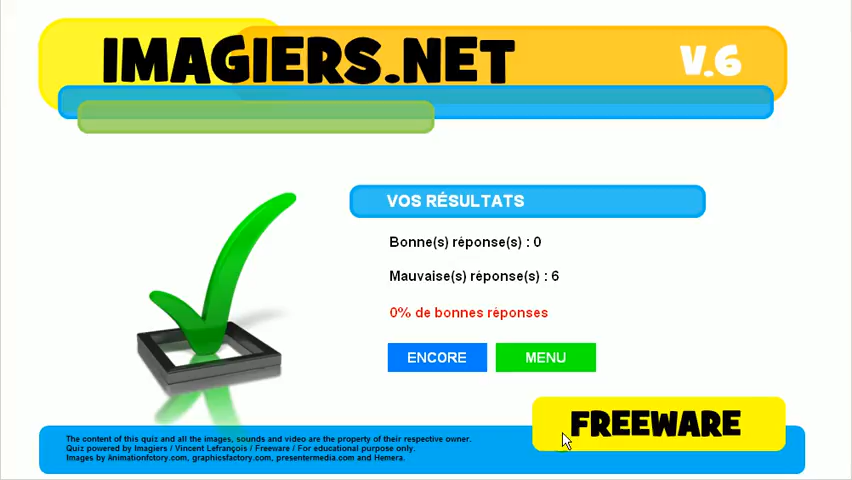 IMAGIERS.NET
V.6
VOS RÉSULTATS
Bonne(s) réponse(s) : 0
Mauvaise(s) réponse(s) : 6
0% de bonnes réponses
ENCORE
MENU
FREEWARE
The content of this quiz and all the images, sounds and video are the property of their respective owner.
Quiz powered by Imagiers / Vincent Lefrançois / Freeware / For educational purpose only.
Images by Animationfctory.com, graphicsfactory.com, presentermedia.com and Hemera.